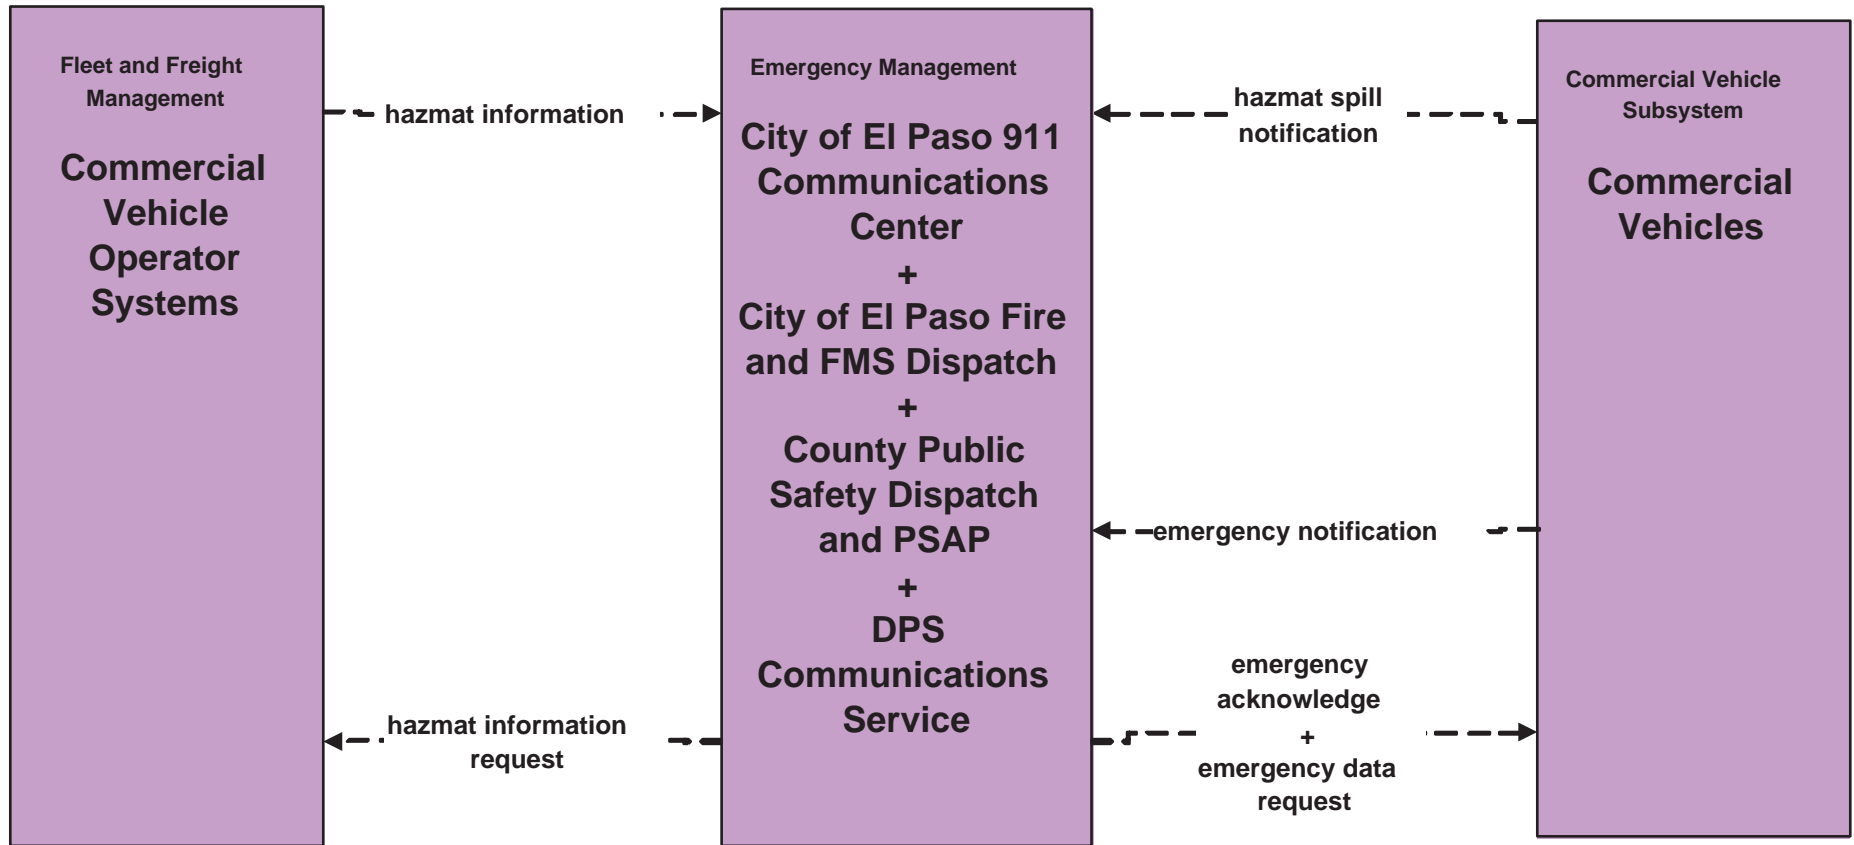 Fleet and Freight
Management
Commercial
Vehicle
Operator
Systems
hazmat information
hazmat information
request
Emergency Management
City of El Paso 911
Communications
Center
+
City of El Paso Fire
and FMS Dispatch
+
County Public
Safety Dispatch
and PSAP
+
DPS
Communications
Service
hazmat spill
notification
emergency notification
emergency
acknowledge
+
emergency data
request
Commercial Vehicle
Subsystem
Commercial
Vehicles